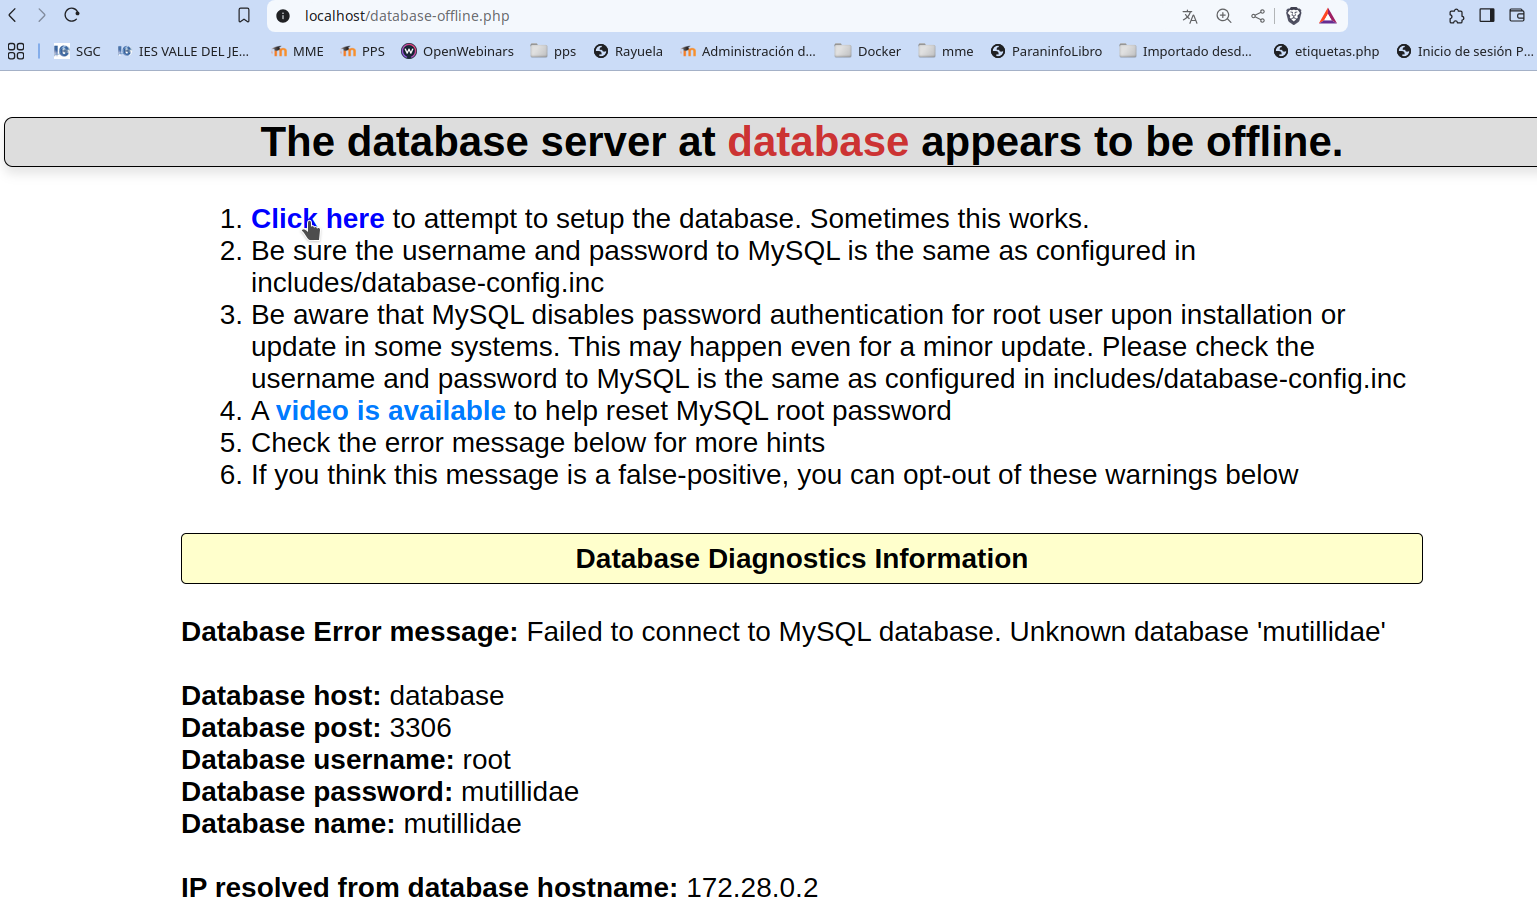 localhost/database-offline.php
SGC IES VALLE DEL JE... MME PPS OpenWebinars pps Rayuela Administración d... Docker mme ParaninfoLibro Importado desd... etiquetas.php Inicio de sesión P...
The database server at database appears to be offline.
1. Click here to attempt to setup the database. Sometimes this works.
2. Be sure the username and password to MySQL is the same as configured in
includes/database-config.inc
3. Be aware that MySQL disables password authentication for root user upon installation or
update in some systems. This may happen even for a minor update. Please check the
username and password to MySQL is the same as configured in includes/database-config.inc
4. A video is available to help reset MySQL root password
5. Check the error message below for more hints
6. If you think this message is a false-positive, you can opt-out of these warnings below
Database Diagnostics Information
Database Error message: Failed to connect to MySQL database. Unknown database 'mutillidae'
Database host: database
Database post: 3306
Database username: root
Database password: mutillidae
Database name: mutillidae
IP resolved from database hostname: 172.28.0.2